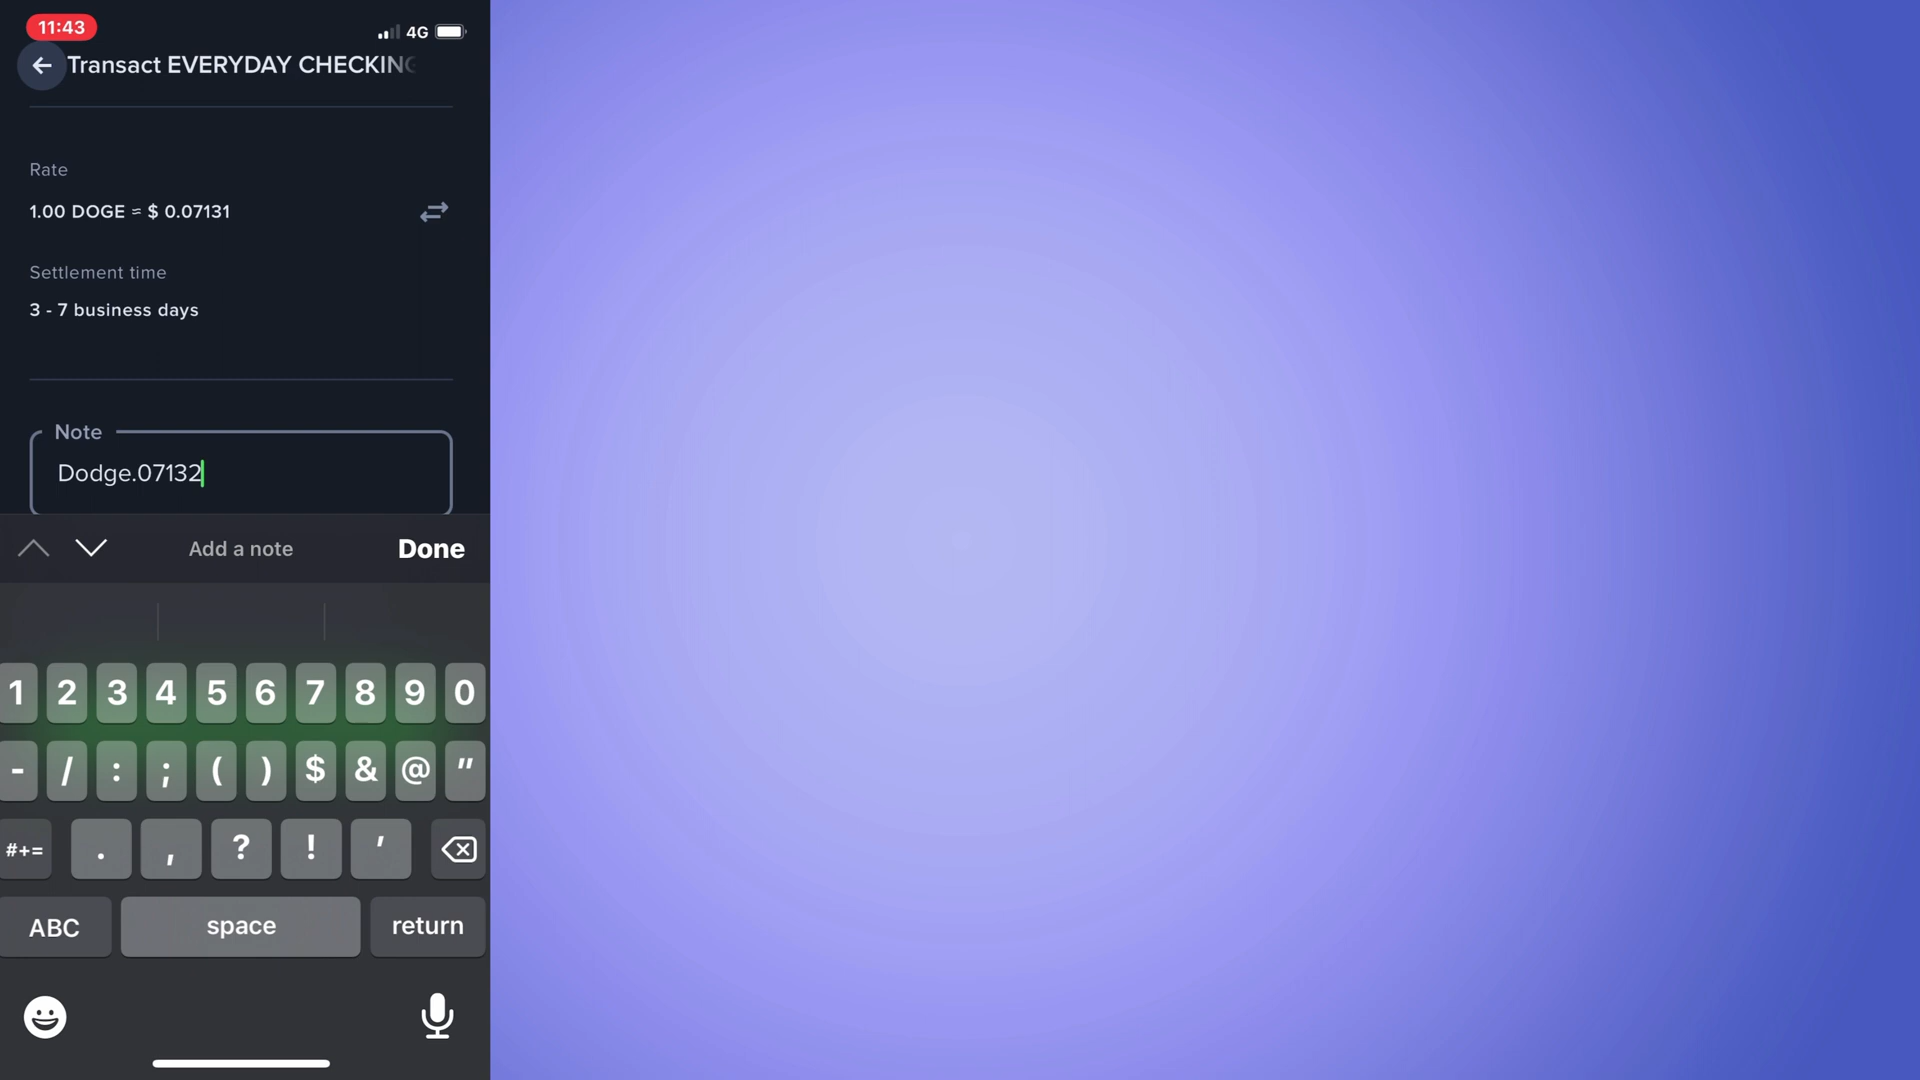 11:43
4G
Transact EVERYDAY CHECKING
Rate
1.00 DOGE ≈ $ 0.07131
Settlement time
3 - 7 business days
Note
Dodge.07132
Add a note
Done
1 2 3 4 5 6 7 8 9 0
- / : ; ( ) $ & @ "
#+= . , ? ! '
ABC space return